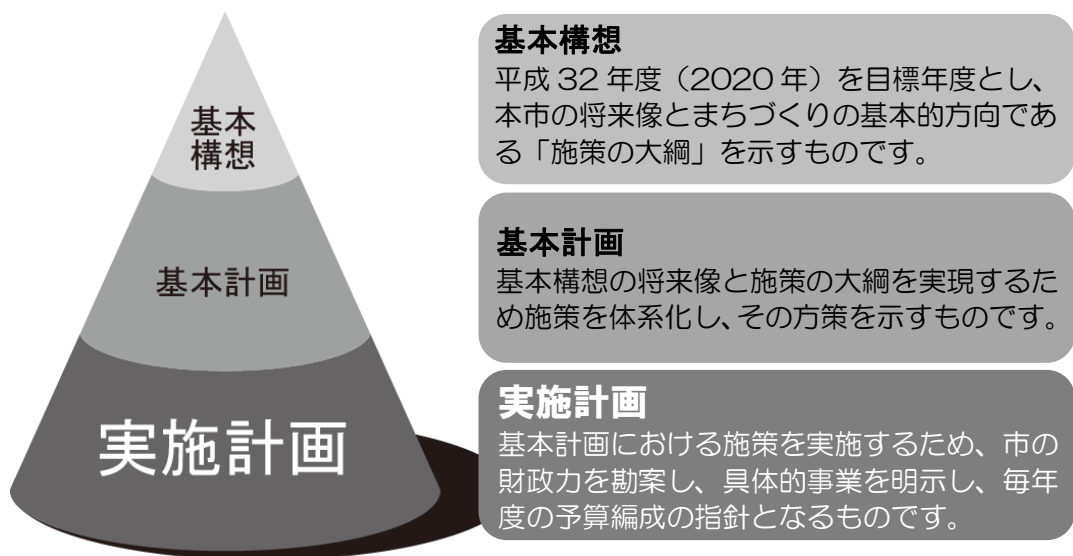 基本
構想
基本計画
実施計画
基本構想
平成 32 年度（2020 年）を目標年度とし、
本市の将来像とまちづくりの基本的方向であ
る「施策の大綱」を示すものです。
基本計画
基本構想の将来像と施策の大綱を実現するた
め施策を体系化し、その方策を示すものです。
実施計画
基本計画における施策を実施するため、市の
財政力を勘案し、具体的事業を明示し、毎年
度の予算編成の指針となるものです。